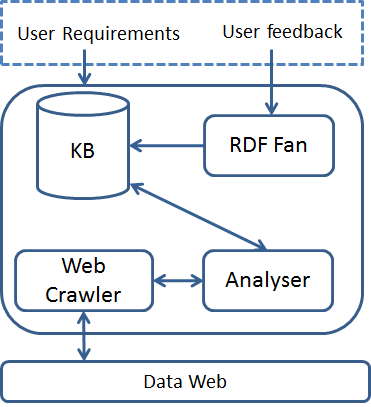 User Requirements
User feedback
KB
RDF Fan
Web
Crawler
Analyser
Data Web